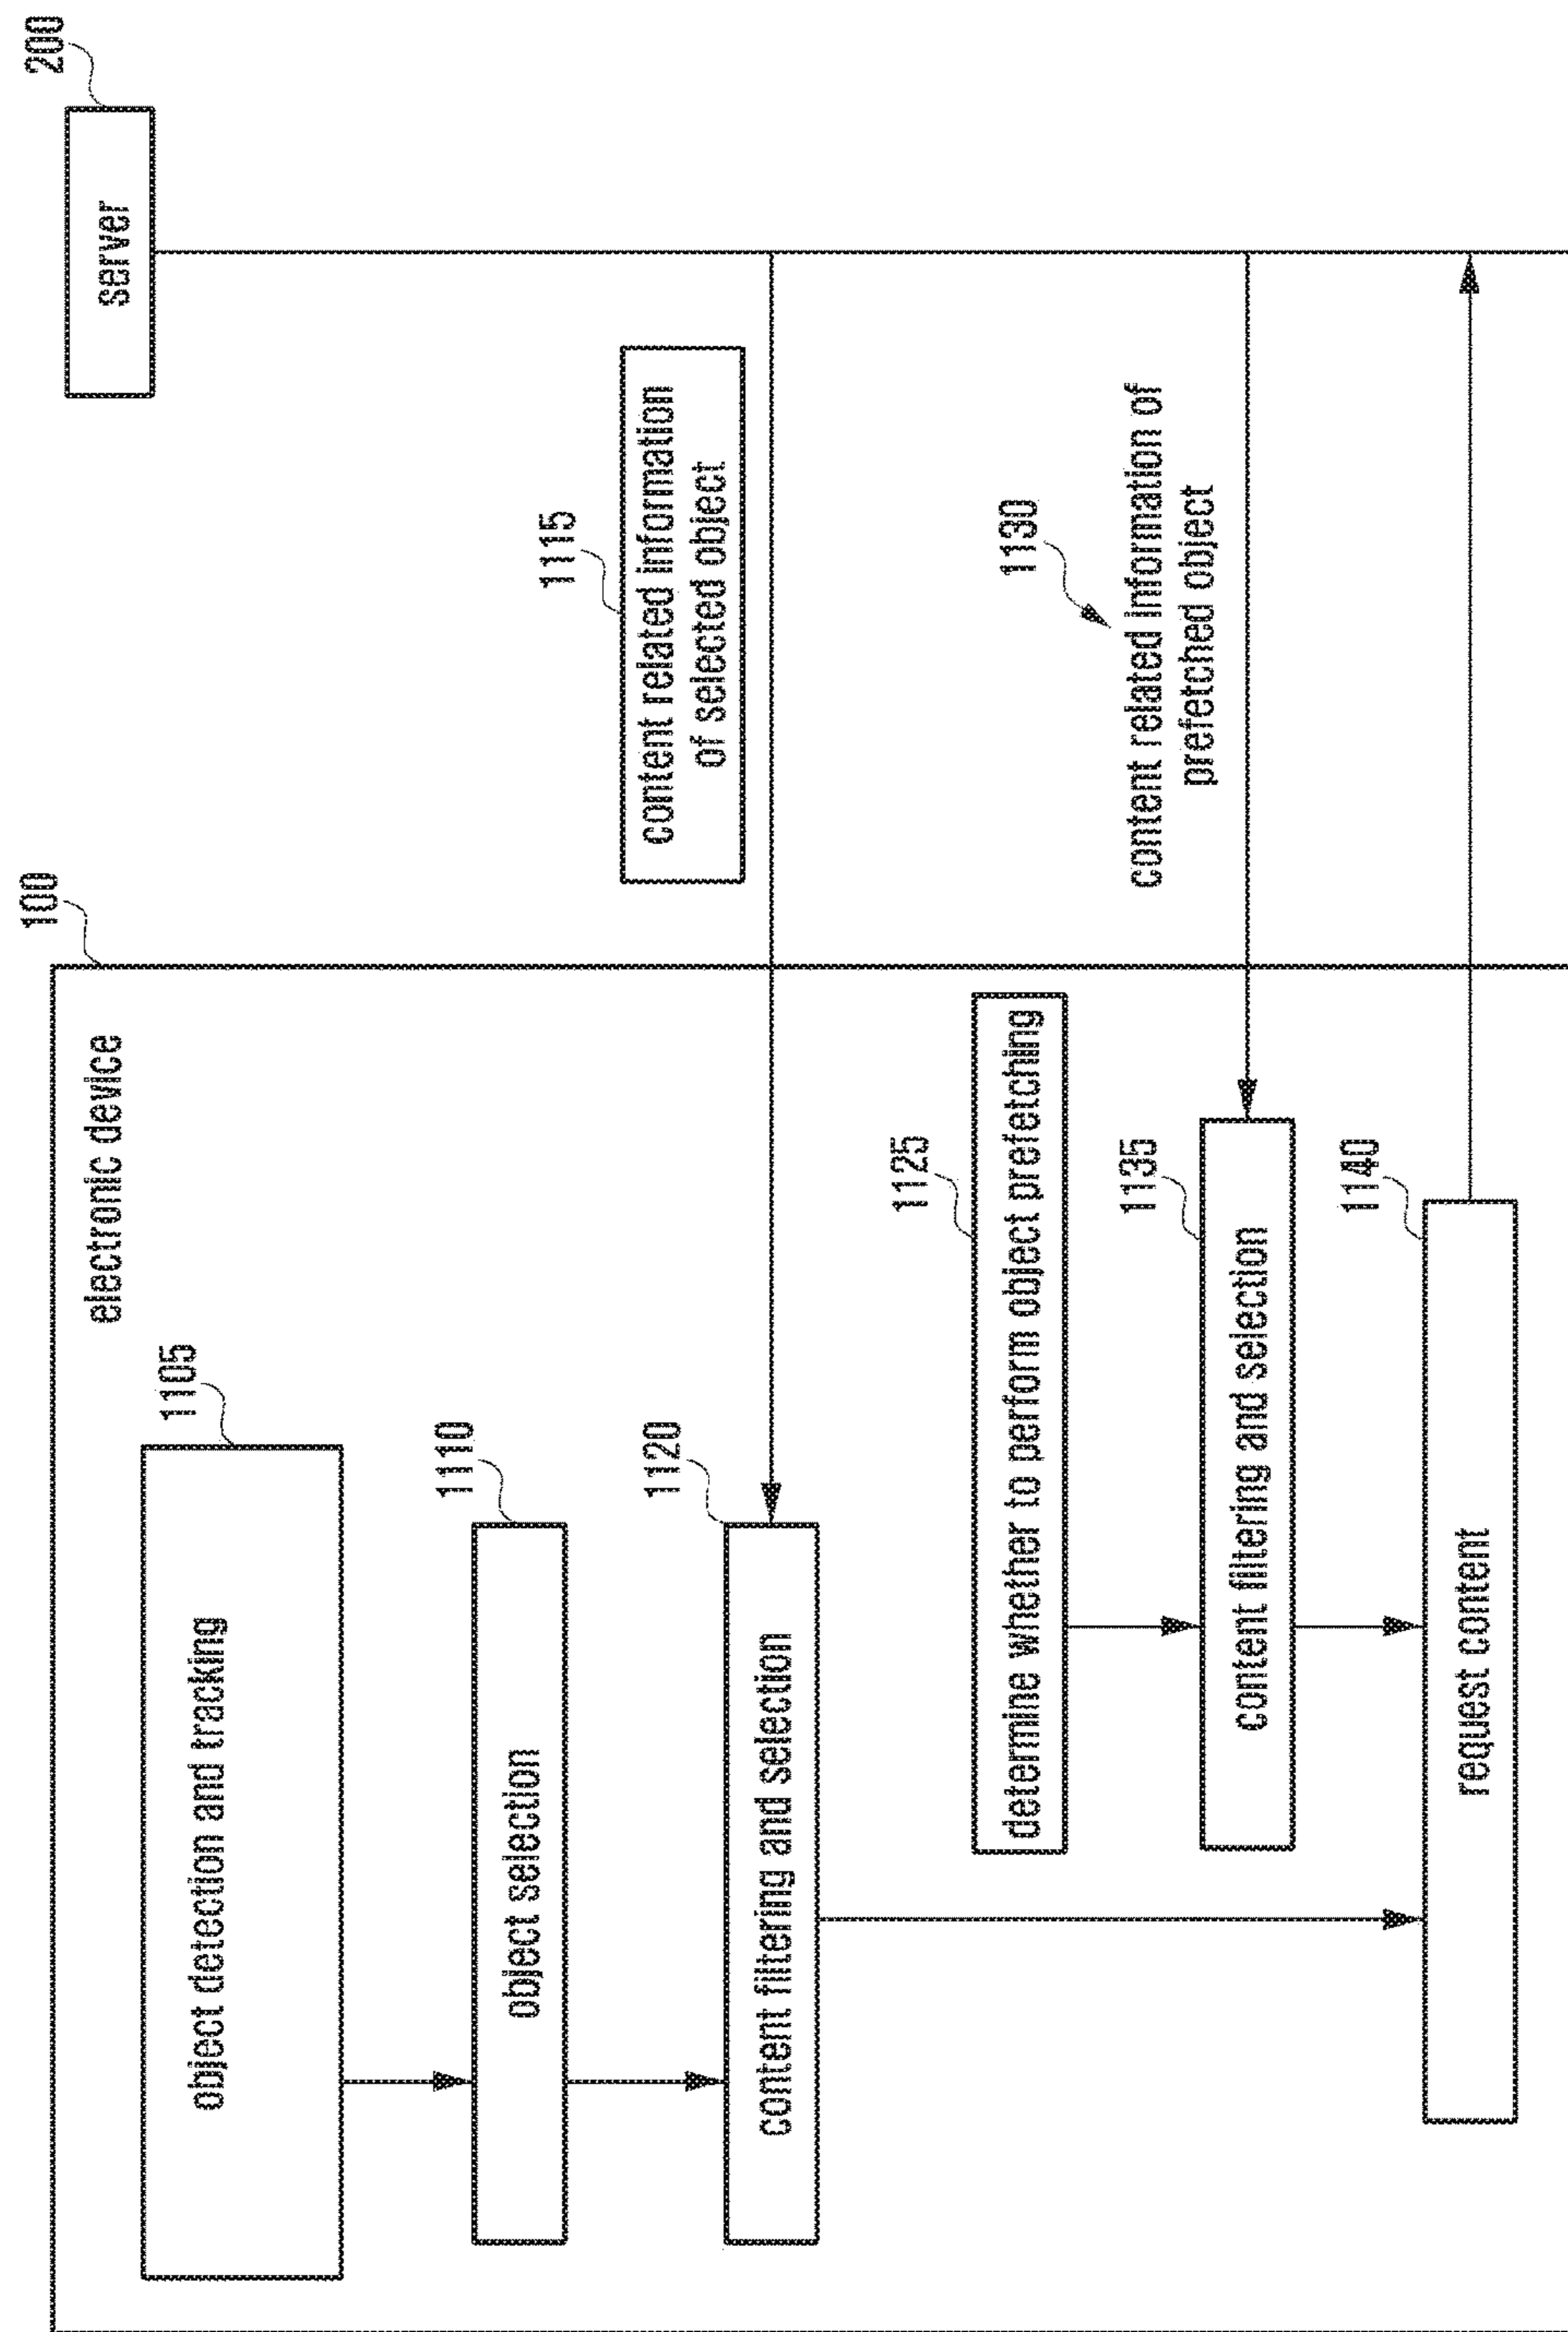 100
200
electronic device
server
1105
object detection and tracking
1110
object selection
1115
content related information
of selected object
1120
content filtering and selection
1125
determine whether to perform object prefetching
1130
content related information of
prefetched object
1135
content filtering and selection
1140
request content